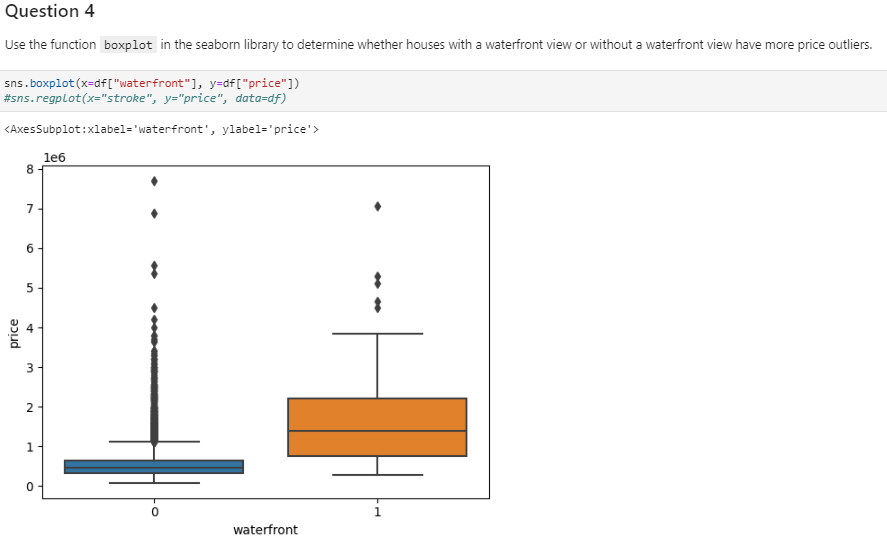 Question 4
Use the function boxplot in the seaborn library to determine whether houses with a waterfront view or without a waterfront view have more price outliers.
sns.boxplot(x=df["waterfront"], y=df["price"])
#sns.regplot(x="stroke", y="price", data=df)
<AxesSubplot:xlabel='waterfront', ylabel='price'>
1e6
8
7
6
5
4
3
2
1
0
price
0 1
waterfront